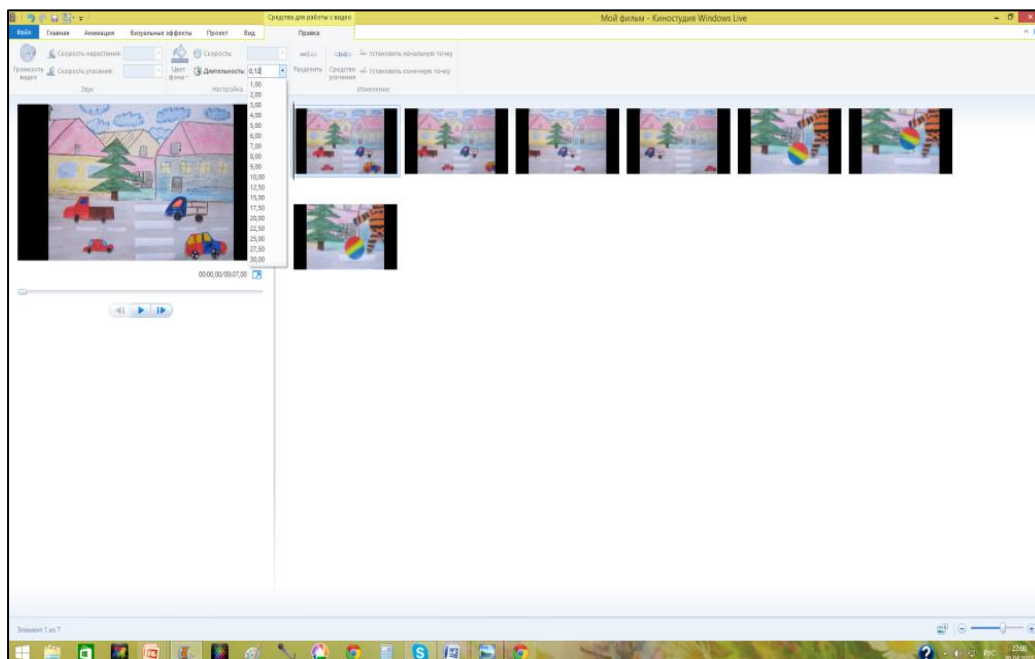 Средства для работы с видео
Мой фильм - Киностудия Windows Live
Файл Главная Анимация Визуальные эффекты Проект Вид Правка
Громкость видео
Скорость нарастания:
Скорость угасания:
Звук
Цвет фона
Скорость:
Длительность: 0,12
Настройка
Разделить
Средство усечения
Установить начальную точку
Установить конечную точку
Изменение
1,00
2,00
3,00
4,00
5,00
6,00
7,00
8,00
9,00
10,00
12,50
15,00
17,50
20,00
22,50
25,00
27,50
30,00
00:00,00/00:07,00
Элемент 1 из 7
РУС
22:00